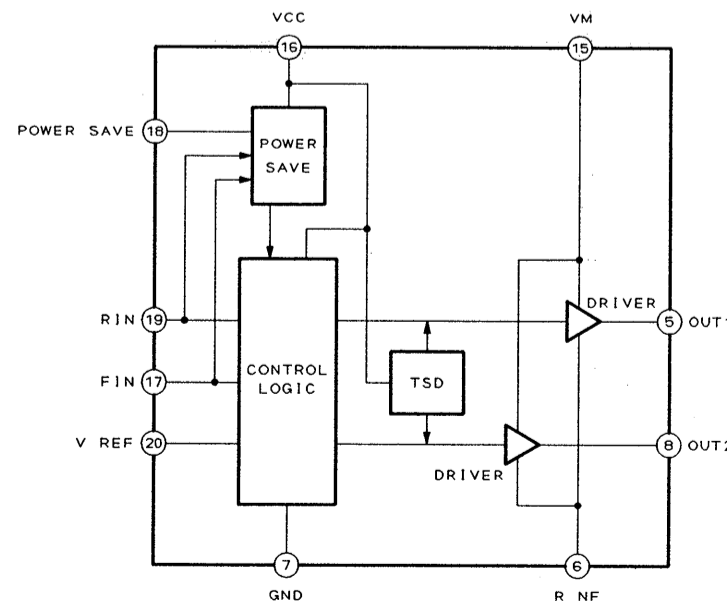 VCC
VM
16
15
POWER SAVE
18
POWER
SAVE
RIN
19
DRIVER
5
OUT1
FIN
17
CONTROL
LOGIC
TSD
V REF
20
8
OUT2
DRIVER
7
6
GND
R NF